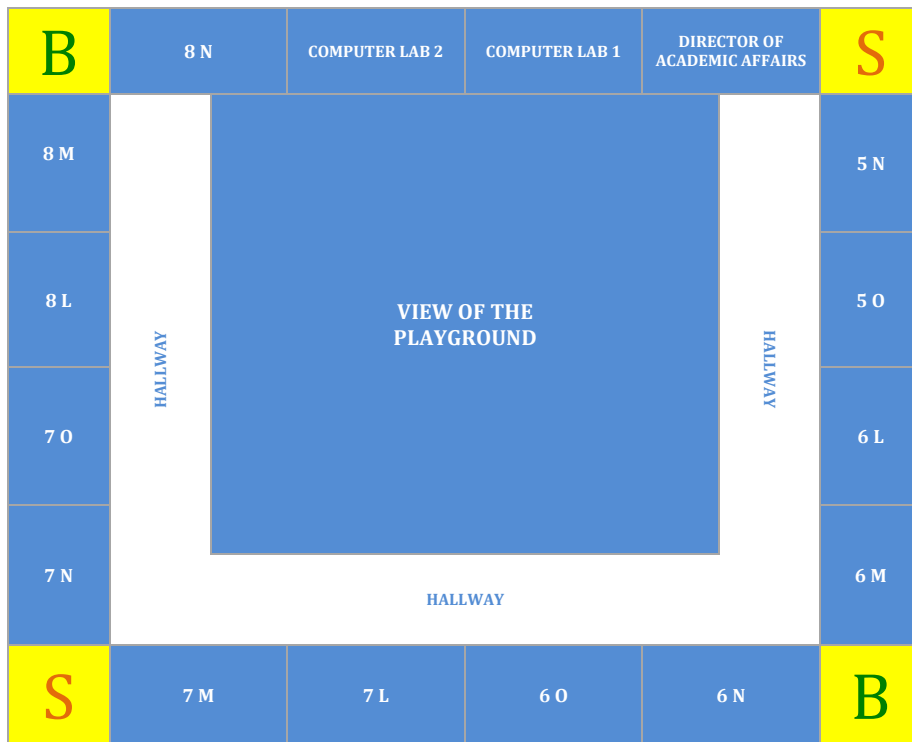 B
8 N
COMPUTER LAB 2
COMPUTER LAB 1
DIRECTOR OF
ACADEMIC AFFAIRS
S
8 M
5 N
8 L
5 O
VIEW OF THE
PLAYGROUND
HALLWAY
HALLWAY
7 O
6 L
7 N
6 M
HALLWAY
S
7 M
7 L
6 O
6 N
B